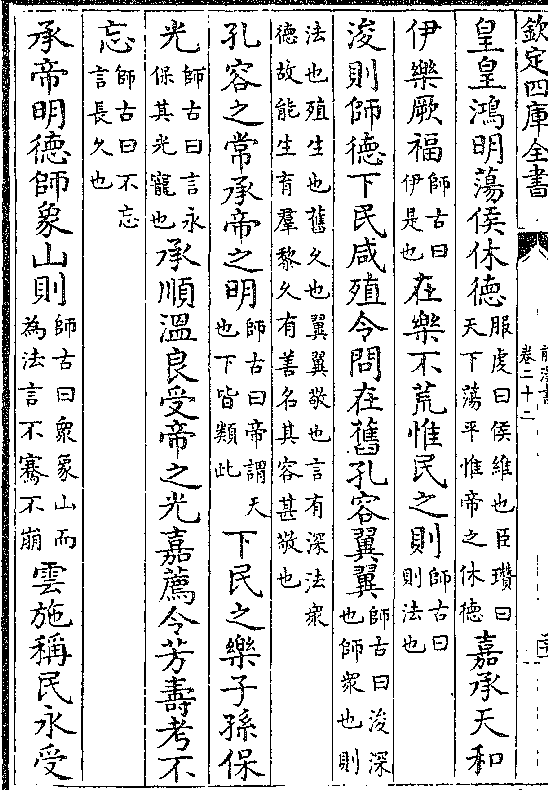 欽定四庫全書
卷二十二
皇皇鴻明蕩侯休德服虔曰侯維也臣瓚曰天下蕩平惟帝之休德嘉承天和
伊樂厥福師古曰伊是也在樂不荒惟民之則師古曰則法也
浚則師德下民咸殖令問在舊孔容翼翼師古曰浚深也師衆也則
法也殖生也舊久也翼翼敬也言有深法衆
德故能生育羣黎久有善名其容甚敬也
孔容之常承帝之明師古曰帝謂天也下皆類此下民之樂子孫保
光師古曰言永保其光寵也承順溫良受帝之光嘉薦令芳壽考不
忘師古曰不忘言長久也
承帝明德師象山則師古曰衆象山而為法言不騫不崩雲施稱民永受